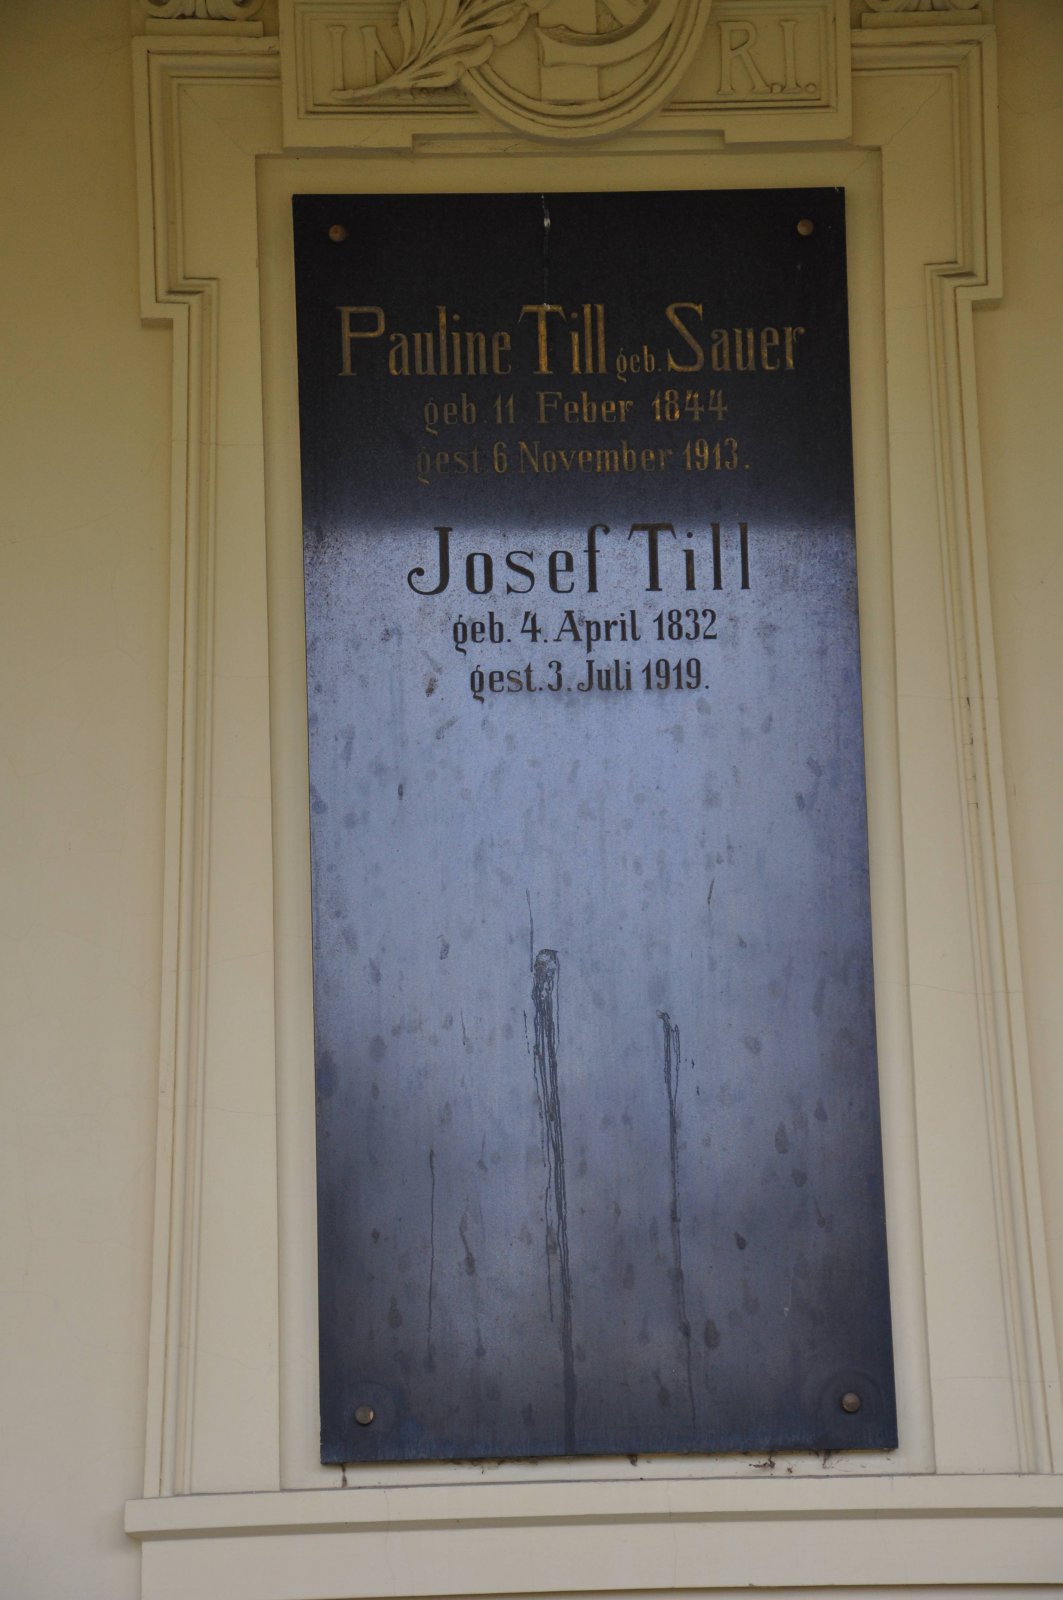 IN R.I.
Pauline Till geb. Sauer
geb. 11. Feber 1844
gest. 6 November 1913.
Josef Till
geb. 4. April 1832
gest. 3. Juli 1919.